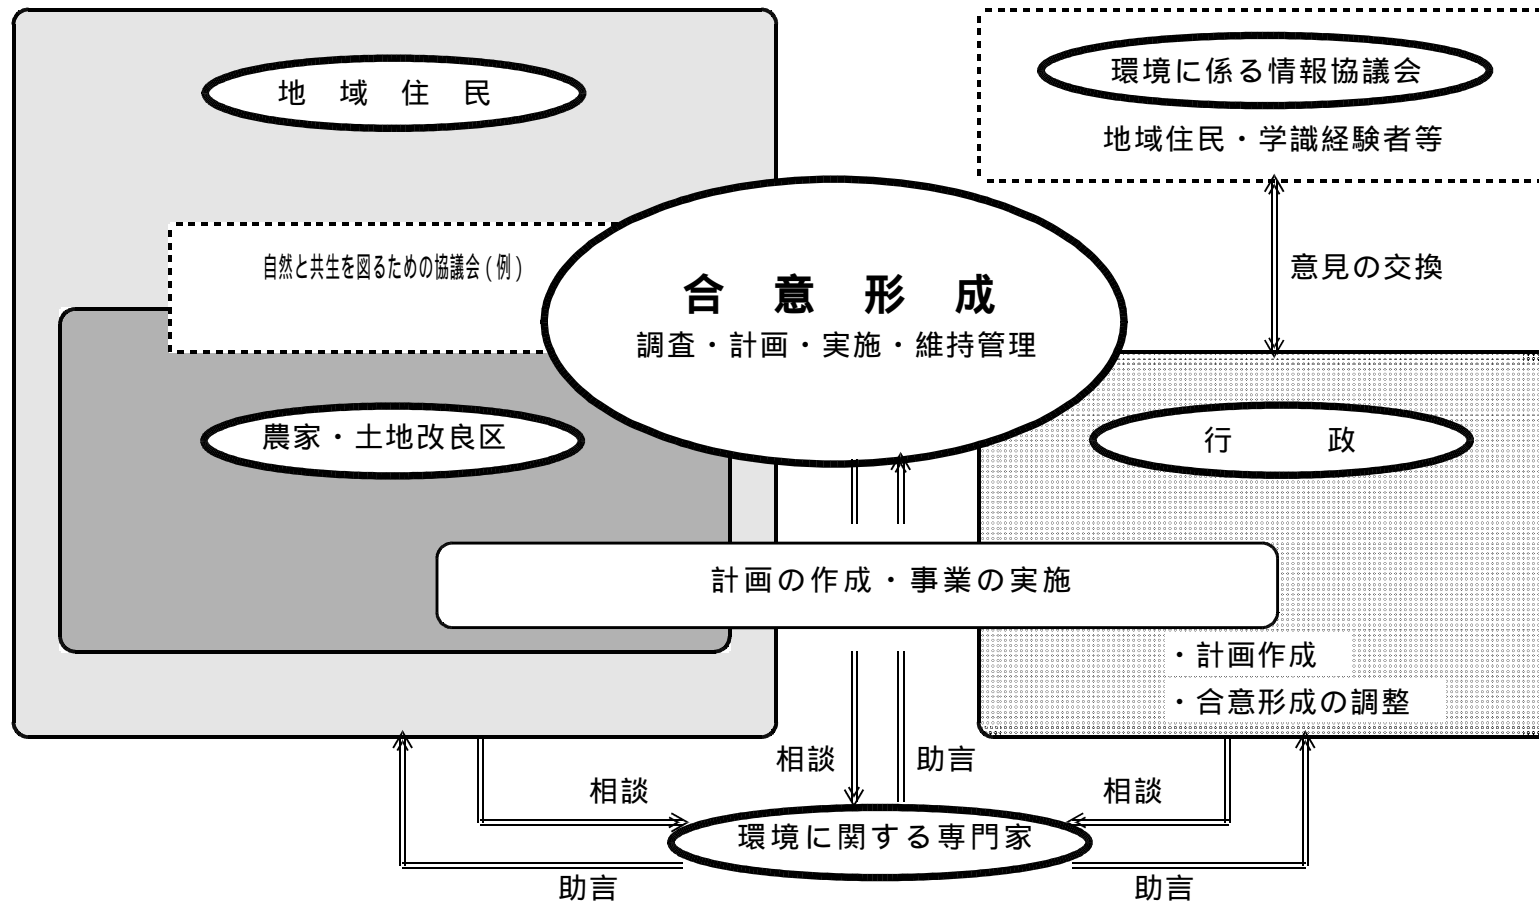 地域住民
環境に係る情報協議会
地域住民・学識経験者等
自然と共生を図るための協議会(例)
意見の交換
合意形成
調査・計画・実施・維持管理
農家・土地改良区
行政
計画の作成・事業の実施
・計画作成
・合意形成の調整
相談
相談
助言
相談
環境に関する専門家
助言
助言